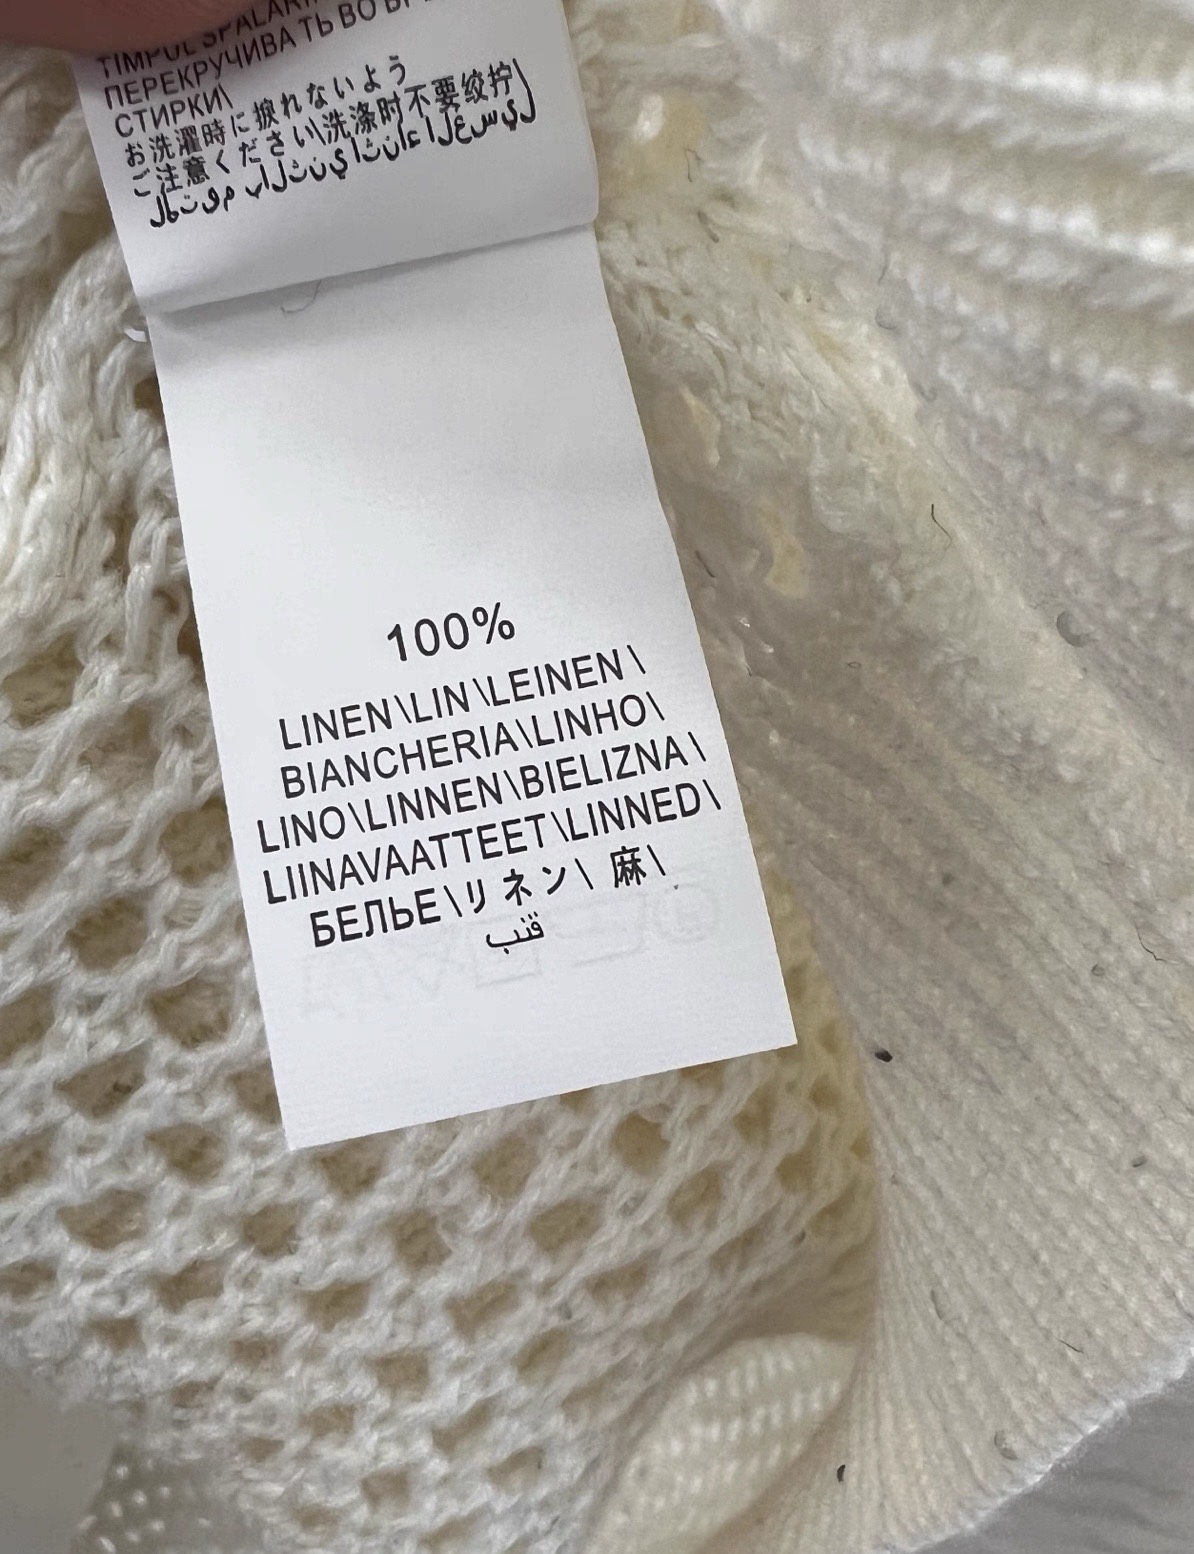 TIMPUL SPALARI
ПЕРЕКРУЧИВА ТЬ ВО
СТИРКИ\
お洗濯時に捩れないよう
ご注意ください\洗涤时不要绞拧\
100%
LINEN\LIN\LEINEN\
BIANCHERIA\LINHO\
LINO\LINNEN\BIELIZNA\
LIINAVAATTEET\LINNED\
БЕЛЬЕ\リネン\ 麻\
قنب